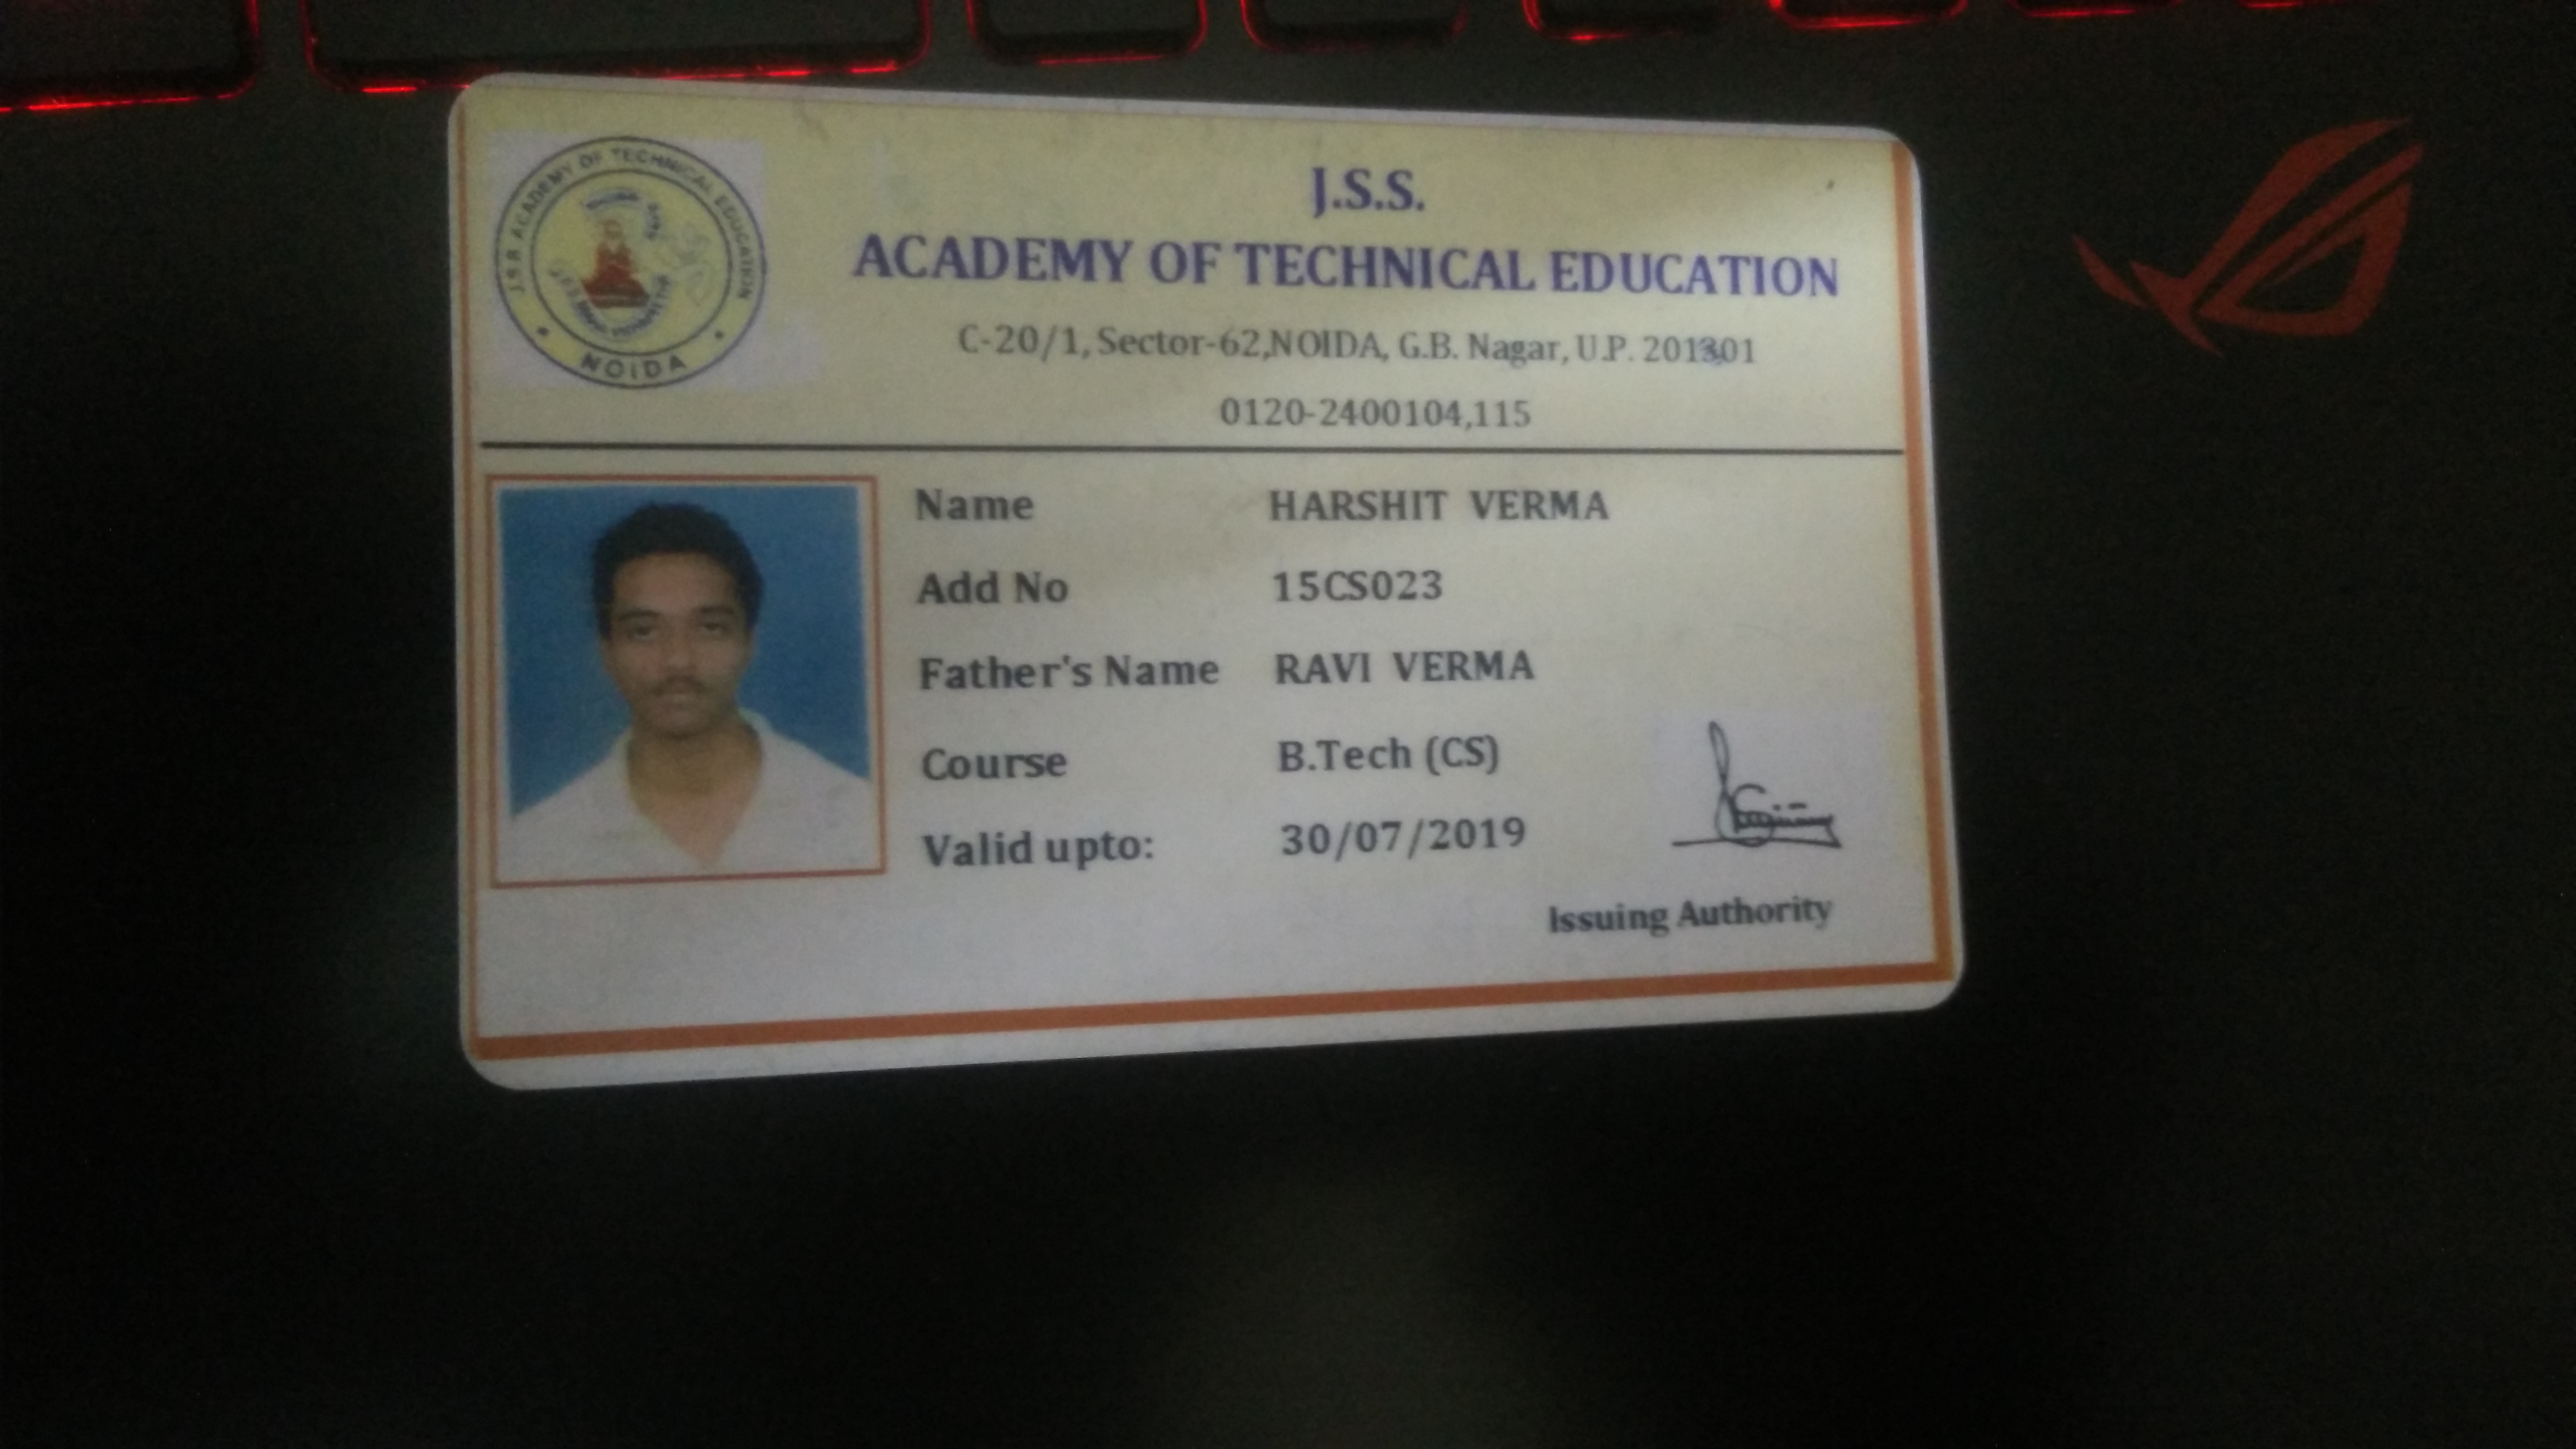 J.S.S ACADEMY OF TECHNICAL EDUCATION
NOIDA
J.S.S.
ACADEMY OF TECHNICAL EDUCATION
C-20/1, Sector-62,NOIDA, G.B. Nagar, U.P. 201301
0120-2400104,115
Name HARSHIT VERMA
Add No 15CS023
Father's Name RAVI VERMA
Course B.Tech (CS)
Valid upto: 30/07/2019
Issuing Authority